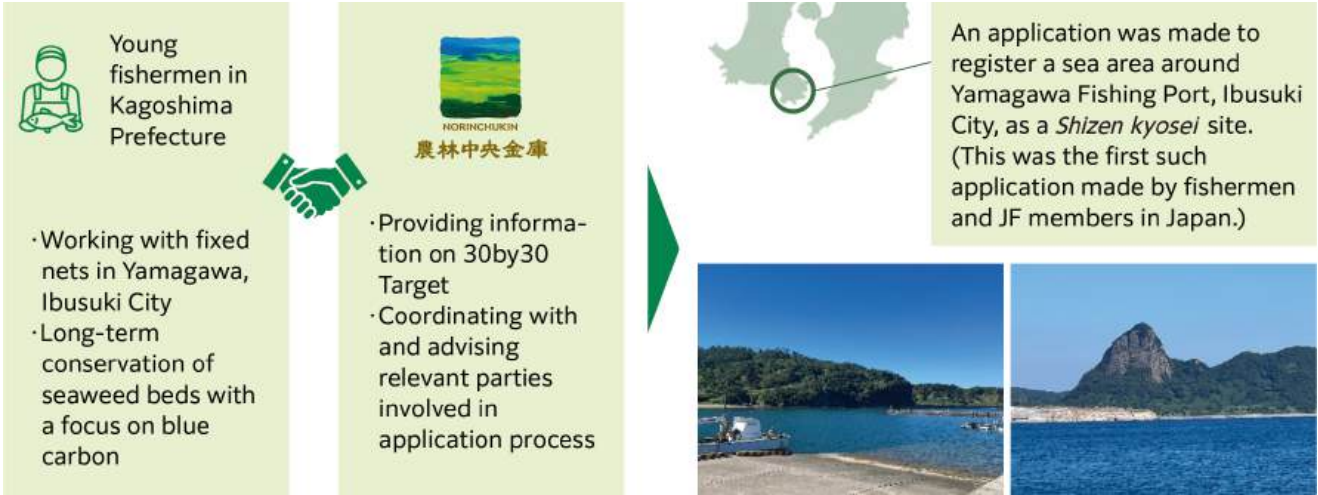 Young
fishermen in
Kagoshima
Prefecture
·Working with fixed
nets in Yamagawa,
Ibusuki City
·Long-term
conservation of
seaweed beds with
a focus on blue
carbon
NORINCHUKIN
農林中央金庫
·Providing informa-
tion on 30by30
Target
·Coordinating with
and advising
relevant parties
involved in
application process
An application was made to
register a sea area around
Yamagawa Fishing Port, Ibusuki
City, as a Shizen kyosei site.
(This was the first such
application made by fishermen
and JF members in Japan.)